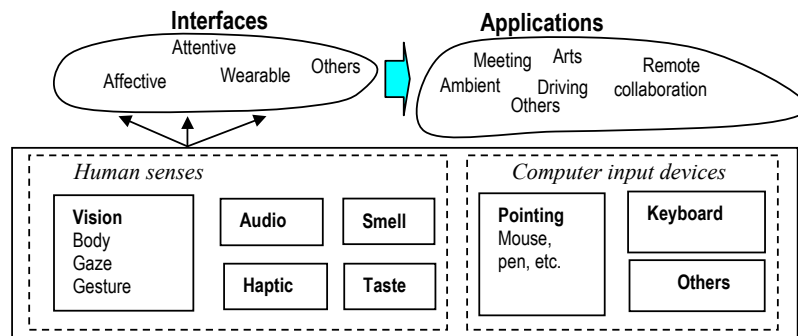 Interfaces
Applications
Attentive
Affective
Wearable
Others
Meeting
Arts
Remote
collaboration
Ambient
Driving
Others
Human senses
Computer input devices
Vision
Body
Gaze
Gesture
Audio
Smell
Haptic
Taste
Pointing
Mouse,
pen, etc.
Keyboard
Others